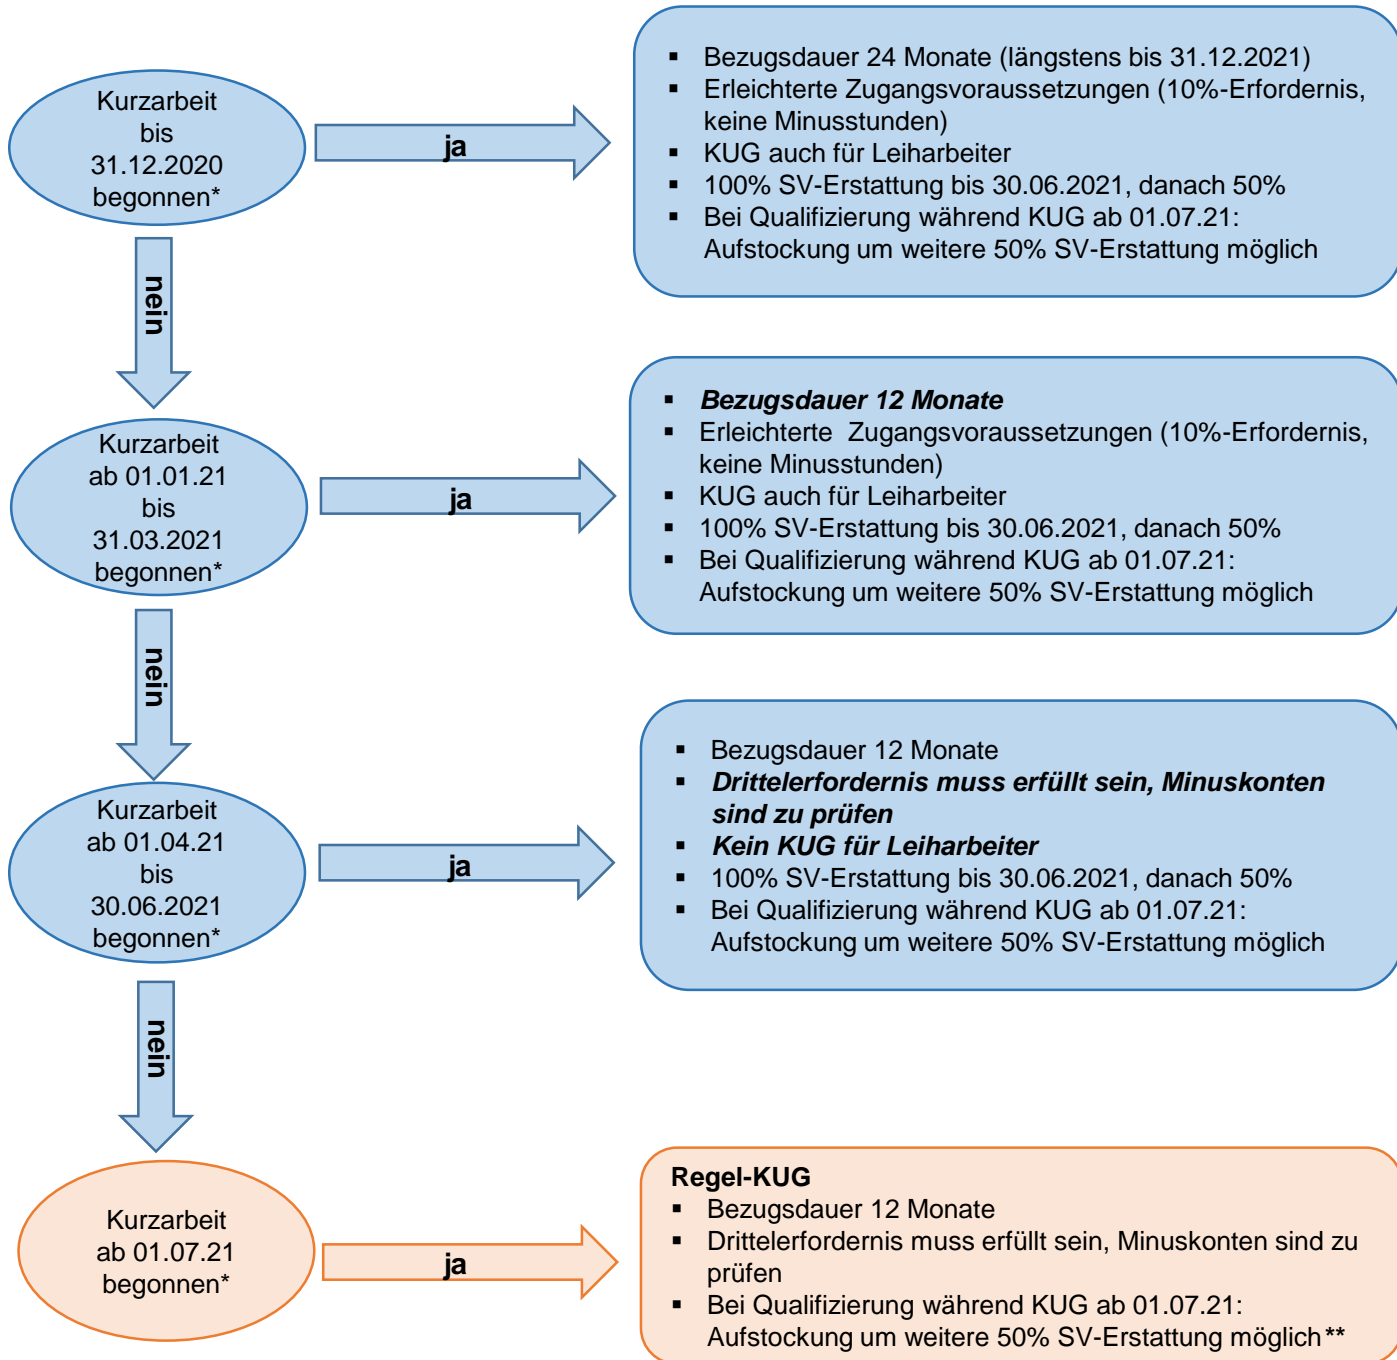 Kurzarbeit
bis
31.12.2020
begonnen*
ja
▪ Bezugsdauer 24 Monate (längstens bis 31.12.2021)
▪ Erleichterte Zugangsvoraussetzungen (10%-Erfordernis,
keine Minusstunden)
▪ KUG auch für Leiharbeiter
▪ 100% SV-Erstattung bis 30.06.2021, danach 50%
▪ Bei Qualifizierung während KUG ab 01.07.21:
Aufstockung um weitere 50% SV-Erstattung möglich
nein
Kurzarbeit
ab 01.01.21
bis
31.03.2021
begonnen*
ja
▪ Bezugsdauer 12 Monate
▪ Erleichterte Zugangsvoraussetzungen (10%-Erfordernis,
keine Minusstunden)
▪ KUG auch für Leiharbeiter
▪ 100% SV-Erstattung bis 30.06.2021, danach 50%
▪ Bei Qualifizierung während KUG ab 01.07.21:
Aufstockung um weitere 50% SV-Erstattung möglich
nein
Kurzarbeit
ab 01.04.21
bis
30.06.2021
begonnen*
ja
▪ Bezugsdauer 12 Monate
▪ Drittelerfordernis muss erfüllt sein, Minuskonten
sind zu prüfen
▪ Kein KUG für Leiharbeiter
▪ 100% SV-Erstattung bis 30.06.2021, danach 50%
▪ Bei Qualifizierung während KUG ab 01.07.21:
Aufstockung um weitere 50% SV-Erstattung möglich
nein
Kurzarbeit
ab 01.07.21
begonnen*
ja
Regel-KUG
▪ Bezugsdauer 12 Monate
▪ Drittelerfordernis muss erfüllt sein, Minuskonten sind zu
prüfen
▪ Bei Qualifizierung während KUG ab 01.07.21:
Aufstockung um weitere 50% SV-Erstattung möglich**